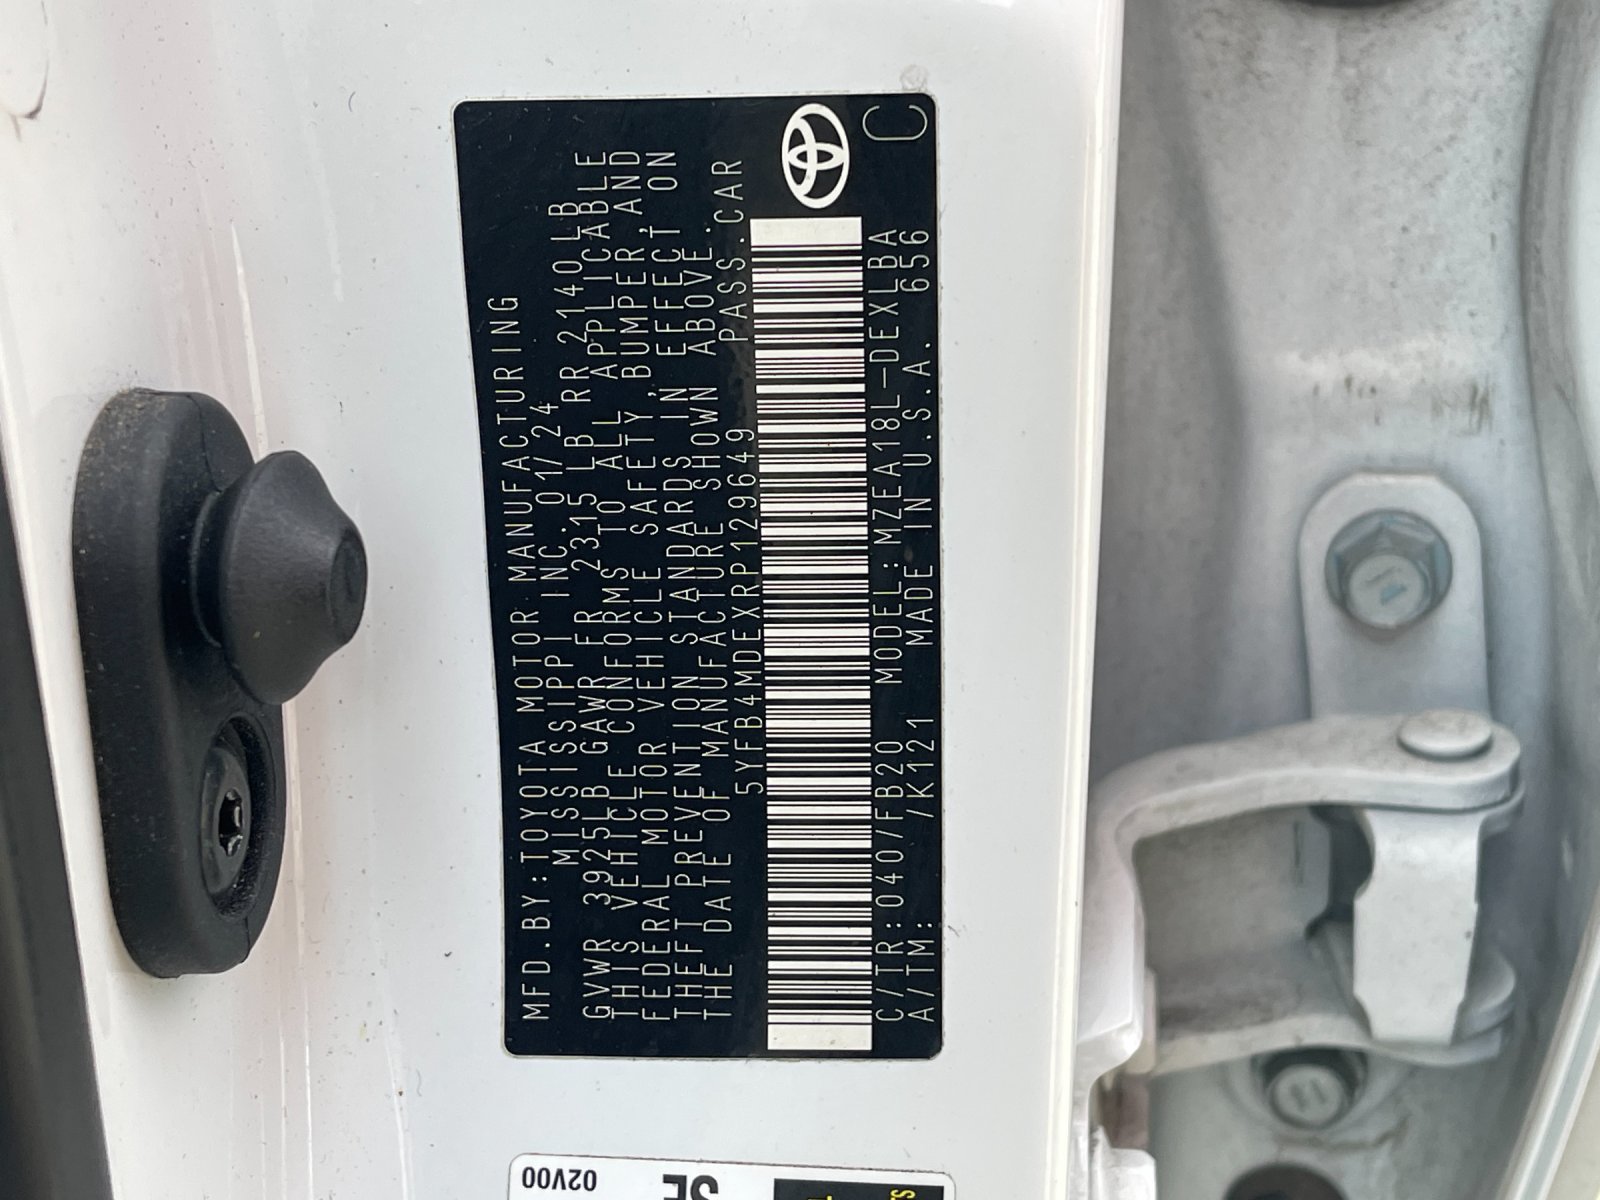 MFD.BY:TOYOTA MOTOR MANUFACTURING
MISSISSIPPI INC. 01/24
GVWR 3925LB GAWR FR 2315 LB RR 2140LB
THIS VEHICLE CONFORMS TO ALL APPLICABLE
FEDERAL MOTOR VEHICLE SAFETY, BUMPER, AND
THEFT PREVENTION STANDARDS IN EFFECT ON
THE DATE OF MANUFACTURE SHOWN ABOVE.
5YFB4MDEXRP129649 PASS.CAR
C/TR:040/FB20 MODEL:MZEA18L-DEXLBA
A/TM: /K121 MADE IN U.S.A. 656
C
02V00
SE